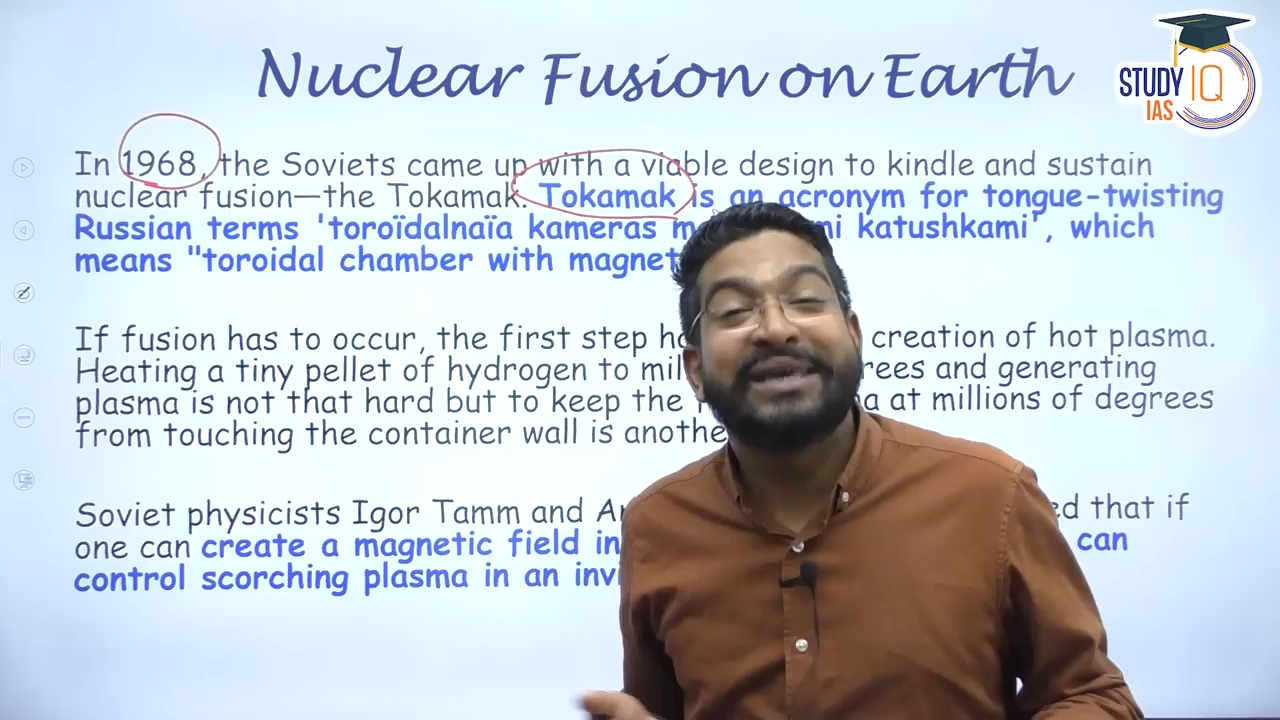 Nuclear Fusion on Earth
STUDY IQ
IAS
In 1968, the Soviets came up with a viable design to kindle and sustain
nuclear fusion—the Tokamak. Tokamak is an acronym for tongue-twisting
Russian terms 'toroïdalnaïa kameras mi katushkami', which
means "toroidal chamber with magnet
If fusion has to occur, the first step creation of hot plasma.
Heating a tiny pellet of hydrogen to and generating
plasma is not that hard but to keep the at millions of degrees
from touching the container wall is
Soviet physicists Igor Tamm and that if
one can create a magnetic field in can
control scorching plasma in an